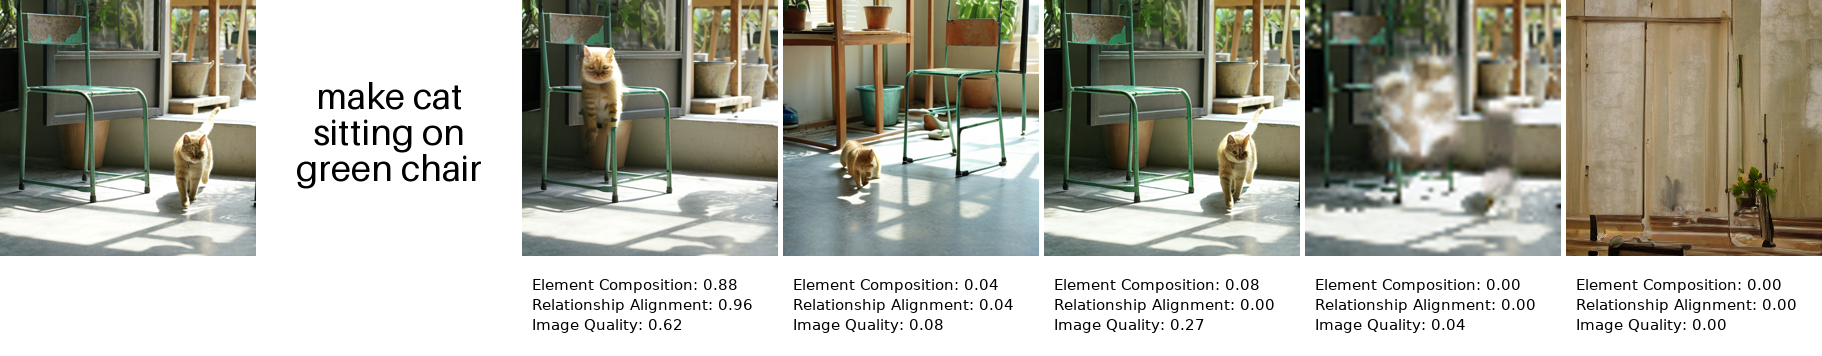 make cat
sitting on
green chair
Element Composition: 0.88
Relationship Alignment: 0.96
Image Quality: 0.62
Element Composition: 0.04
Relationship Alignment: 0.04
Image Quality: 0.08
Element Composition: 0.08
Relationship Alignment: 0.00
Image Quality: 0.27
Element Composition: 0.00
Relationship Alignment: 0.00
Image Quality: 0.04
Element Composition: 0.00
Relationship Alignment: 0.00
Image Quality: 0.00